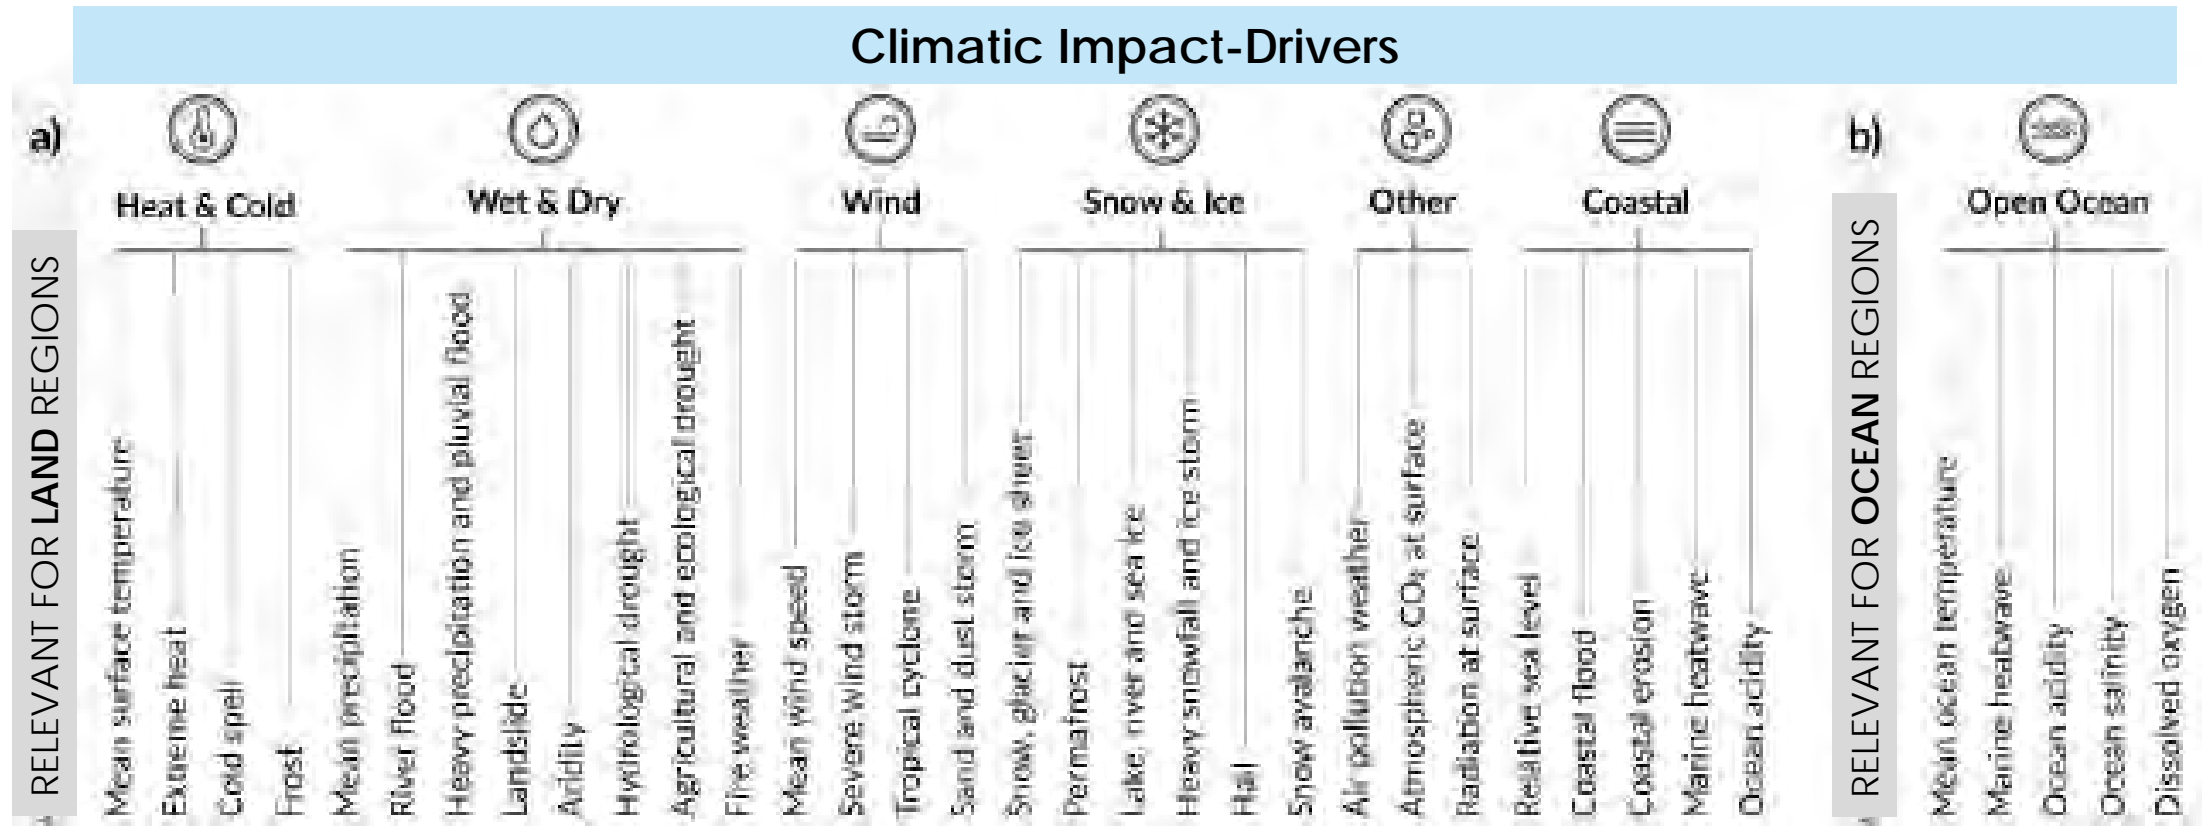 Climatic Impact-Drivers
a)
Heat & Cold
Wet & Dry
Wind
Snow & Ice
Other
Coastal
b)
Open Ocean
RELEVANT FOR LAND REGIONS
Mean surface temperature
Extreme heat
Cold spell
Frost
Mean precipitation
River flood
Heavy precipitation and pluvial flood
Landslide
Aridity
Hydrological drought
Agricultural and ecological drought
Fire weather
Mean wind speed
Severe wind storm
Tropical cyclone
Sand and dust storm
Snow, glacier and ice sheet
Permafrost
Lake, river and sea ice
Heavy snowfall and ice storm
Hail
Snow avalanche
Air pollution weather
Atmospheric CO₂ at surface
Radiation at surface
Relative sea level
Coastal flood
Coastal erosion
Marine heatwave
Ocean acidity
RELEVANT FOR OCEAN REGIONS
Mean ocean temperature
Marine heatwave
Ocean acidity
Ocean salinity
Dissolved oxygen